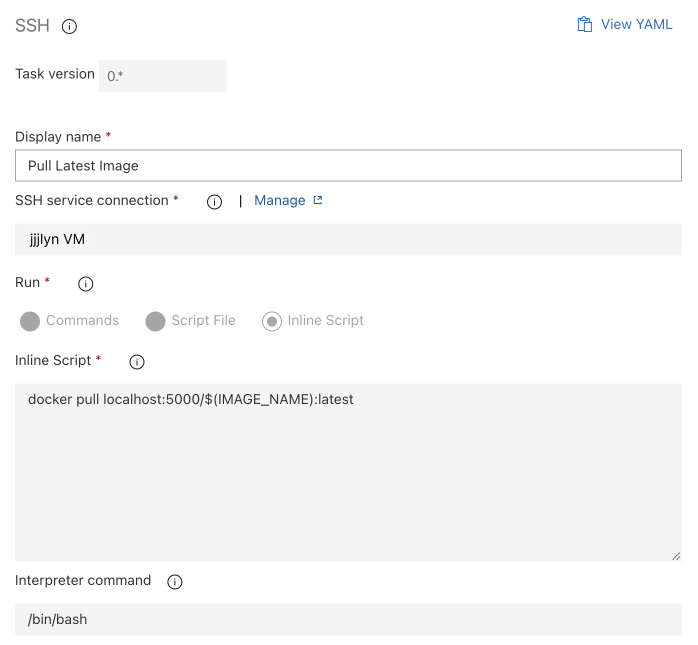 SSH
View YAML
Task version 0.*
Display name *
Pull Latest Image
SSH service connection * | Manage
jjjlyn VM
Run *
Commands Script File Inline Script
Inline Script *
docker pull localhost:5000/$(IMAGE_NAME):latest
Interpreter command
/bin/bash